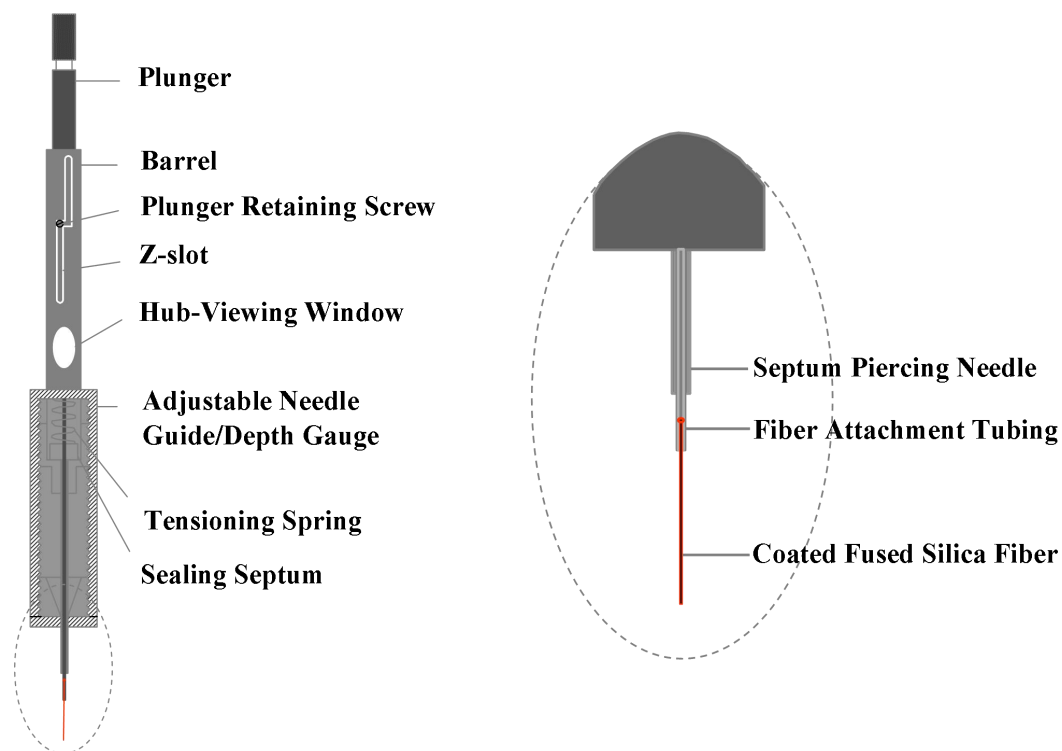 Plunger
Barrel
Plunger Retaining Screw
Z-slot
Hub-Viewing Window
Adjustable Needle
Guide/Depth Gauge
Tensioning Spring
Sealing Septum
Septum Piercing Needle
Fiber Attachment Tubing
Coated Fused Silica Fiber